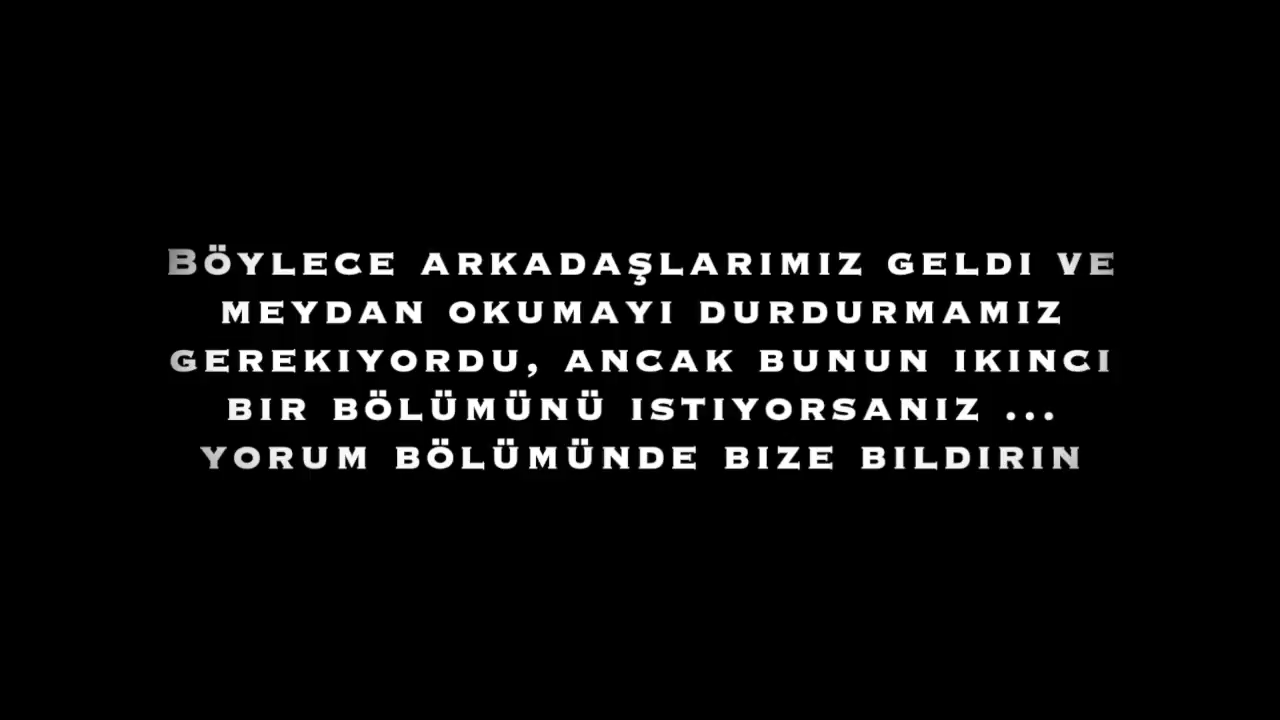 Böylece arkadaşlarımız geldi ve
meydan okumayı durdurmamız
gerekiyordu, ancak bunun ikinci
bir bölümünü istiyorsanız ...
yorum bölümünde bize bildirin